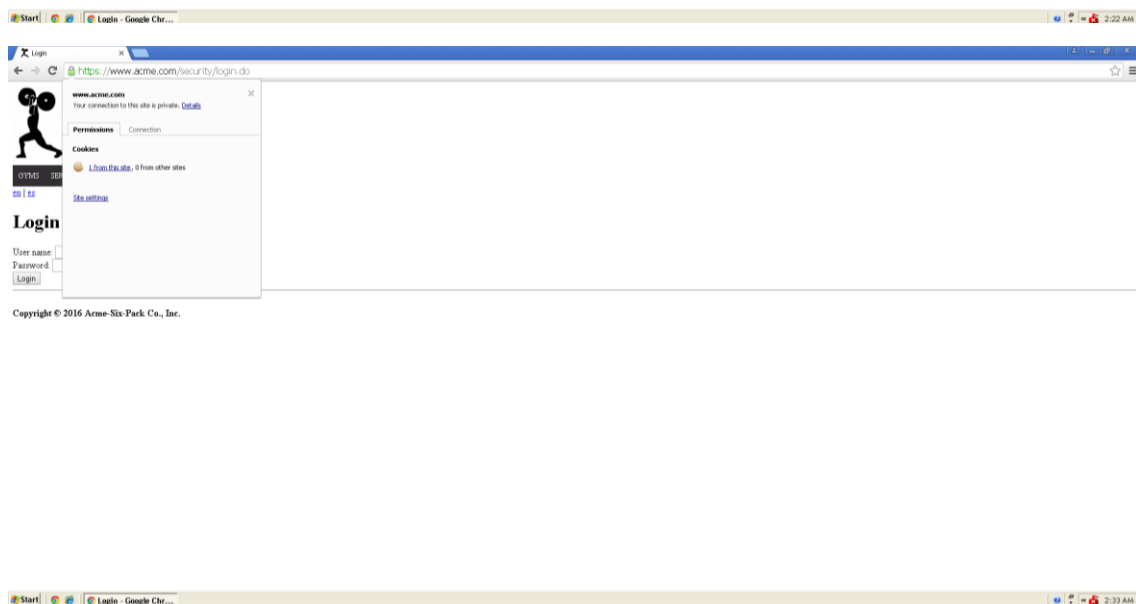 Start Login - Google Chr... 2:22 AM
Login
https://www.acme.com/security/login.do
www.acme.com
Your connection to this site is private. Details
Permissions Connection
Cookies
1 from this site, 0 from other sites
GYMS SER
en | es
Site settings
Login
User name:
Password:
Login
Copyright © 2016 Acme-Six-Pack Co., Inc.
Start Login - Google Chr... 2:33 AM